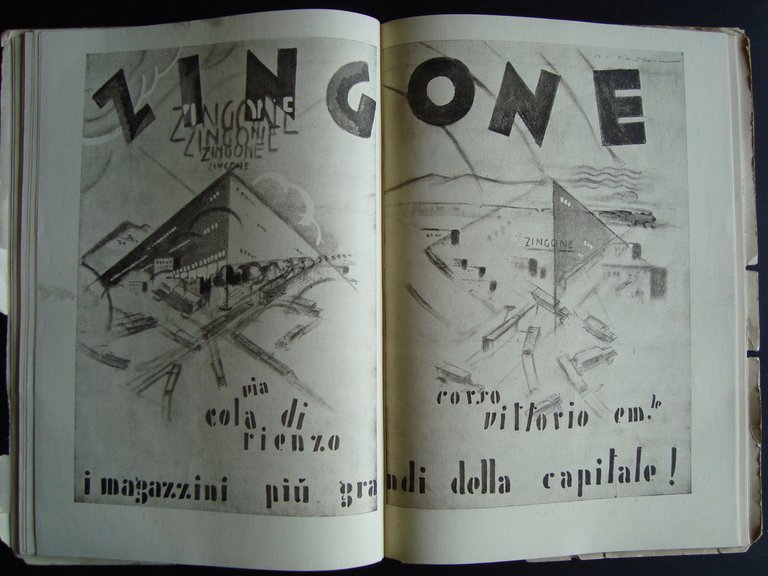 ZINGONE
ZINGONE
ZINGONE
ZINGONE
ZINGONE
ZINGONE
via
cola di
rienzo
corso
vittorio em.le
i magazzini più grandi della capitale!